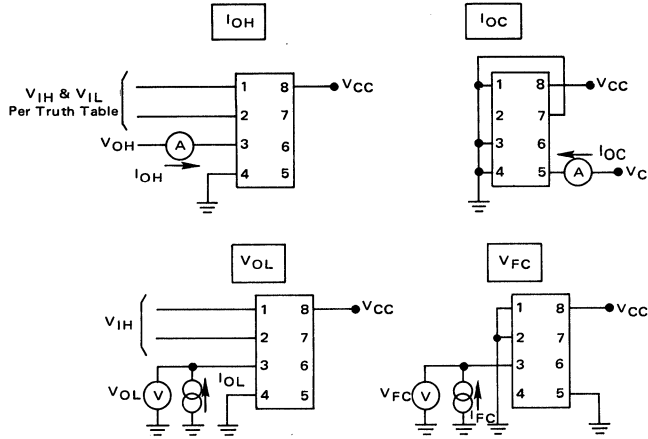 IOH
VIH & VIL
Per Truth Table
VOH
A
IOH
1 8
2 7
3 6
4 5
VCC
IOC
1 8
2 7
3 6
4 5
VCC
IOC
A
VC
VOL
VIH
VOL
V
IOL
1 8
2 7
3 6
4 5
VCC
VFC
VFC
V
IFC
1 8
2 7
3 6
4 5
VCC